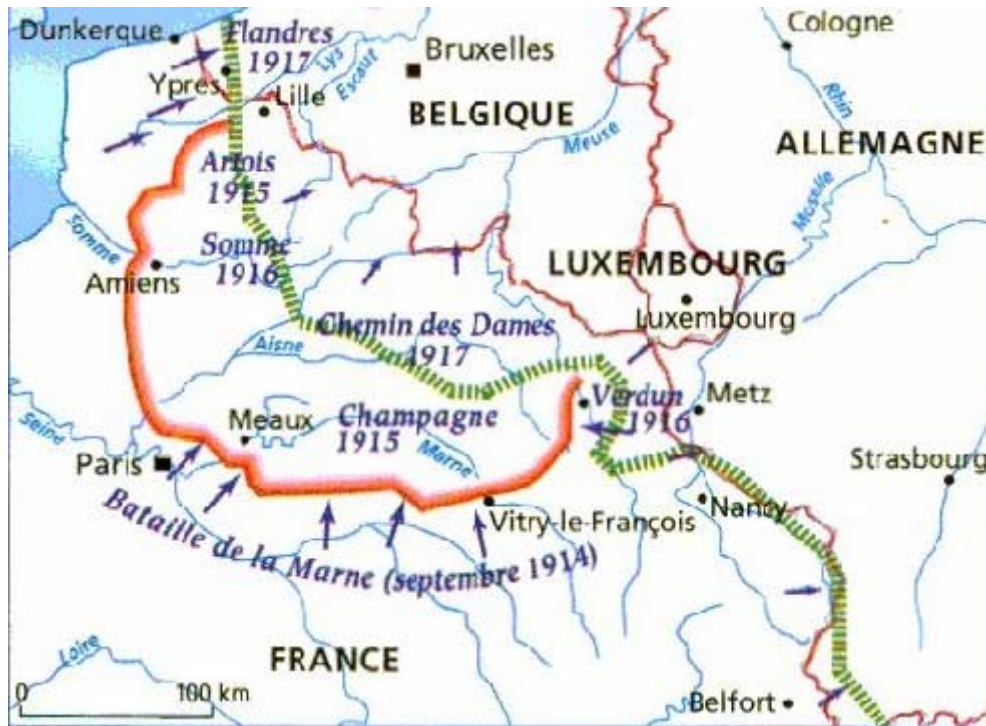 Dunkerque
Flandres
1917
Ypres
Lys
Escaut
Lille
Bruxelles
BELGIQUE
Meuse
Cologne
Rhin
ALLEMAGNE
Moselle
Artois
1915
Somme
Somme
1916
Amiens
LUXEMBOURG
Luxembourg
Chemin des Dames
1917
Aisne
Verdun
1916
Metz
Champagne
1915
Meaux
Marne
Seine
Paris
Strasbourg
Vitry-le-François
Nancy
Bataille de la Marne (septembre 1914)
FRANCE
Loire
0 100 km
Belfort